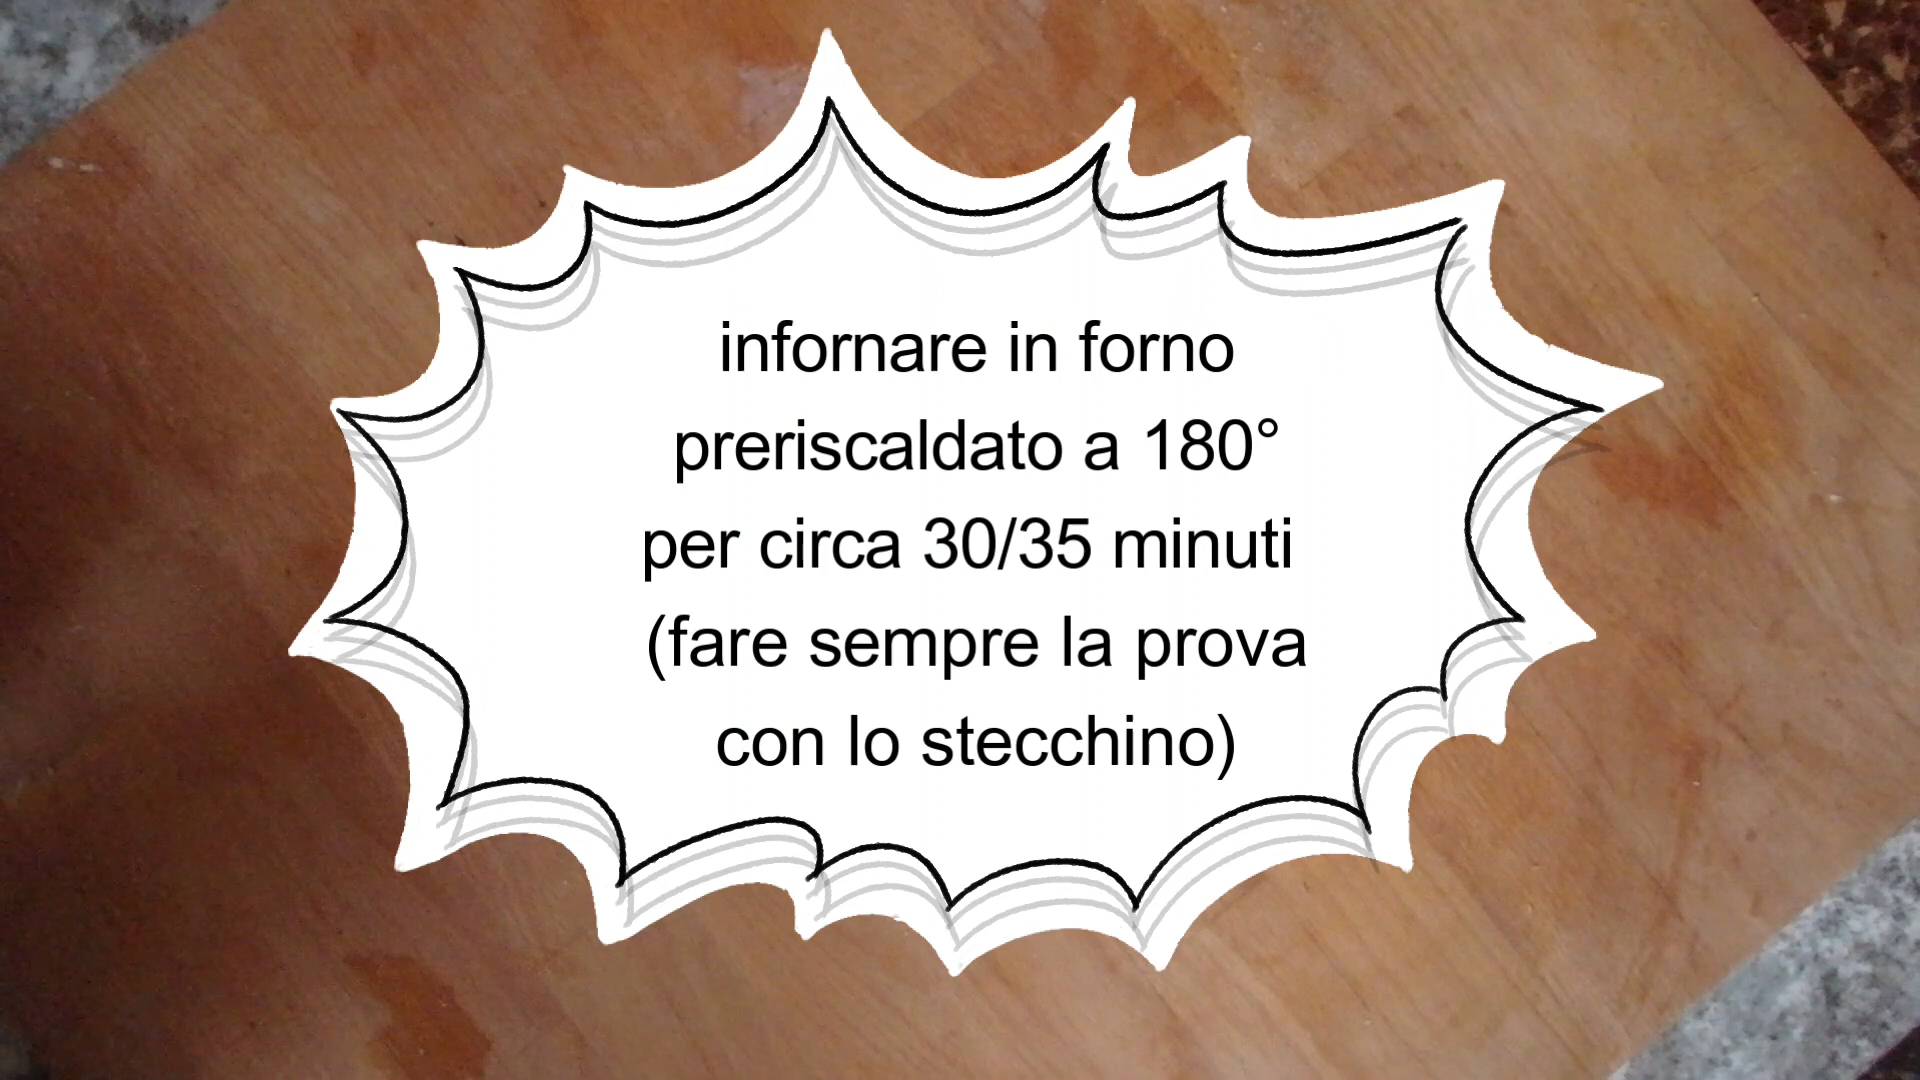 infornare in forno
preriscaldato a 180°
per circa 30/35 minuti
(fare sempre la prova
con lo stecchino)